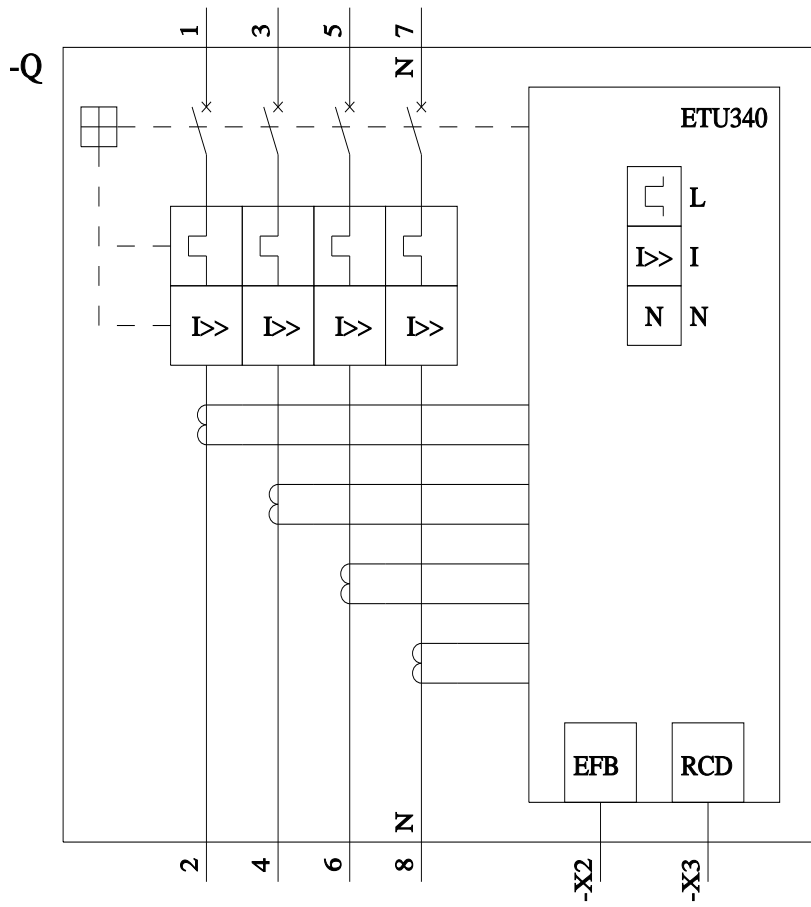 1 3 5 7
-Q
N
ETU340
L
I>> I
N N
I>> I>> I>> I>>
EFB RCD
N
2 4 6 8
-X2 -X3